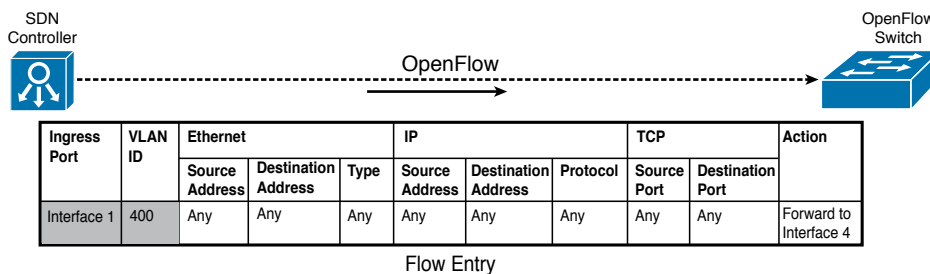 SDN
Controller
OpenFlow
Switch
OpenFlow
Ingress
Port
VLAN
ID
Ethernet
IP
TCP
Action
Source
Address
Destination
Address
Type
Source
Address
Destination
Address
Protocol
Source
Port
Destination
Port
Interface 1
400
Any
Any
Any
Any
Any
Any
Any
Any
Forward to
Interface 4
Flow Entry